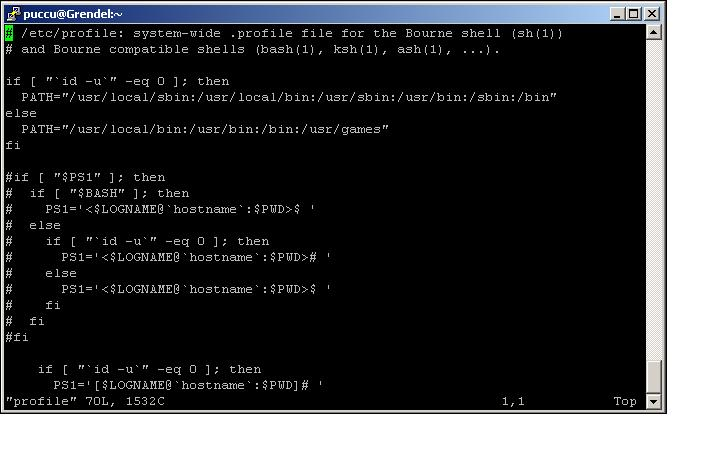 puccu@Grendel:~
# /etc/profile: system-wide .profile file for the Bourne shell (sh(1))
# and Bourne compatible shells (bash(1), ksh(1), ash(1), ...).
if [ "`id -u`" -eq 0 ]; then
  PATH="/usr/local/sbin:/usr/local/bin:/usr/sbin:/usr/bin:/sbin:/bin"
else
  PATH="/usr/local/bin:/usr/bin:/bin:/usr/games"
fi
#if [ "$PS1" ]; then
#  if [ "$BASH" ]; then
#    PS1='<$LOGNAME@`hostname`:$PWD>$ '
#  else
#    if [ "`id -u`" -eq 0 ]; then
#      PS1='<$LOGNAME@`hostname`:$PWD># '
#    else
#      PS1='<$LOGNAME@`hostname`:$PWD>$ '
#    fi
#  fi
#fi
    if [ "`id -u`" -eq 0 ]; then
      PS1='[$LOGNAME@`hostname`:$PWD]# '
"profile" 70L, 1532C 1,1 Top